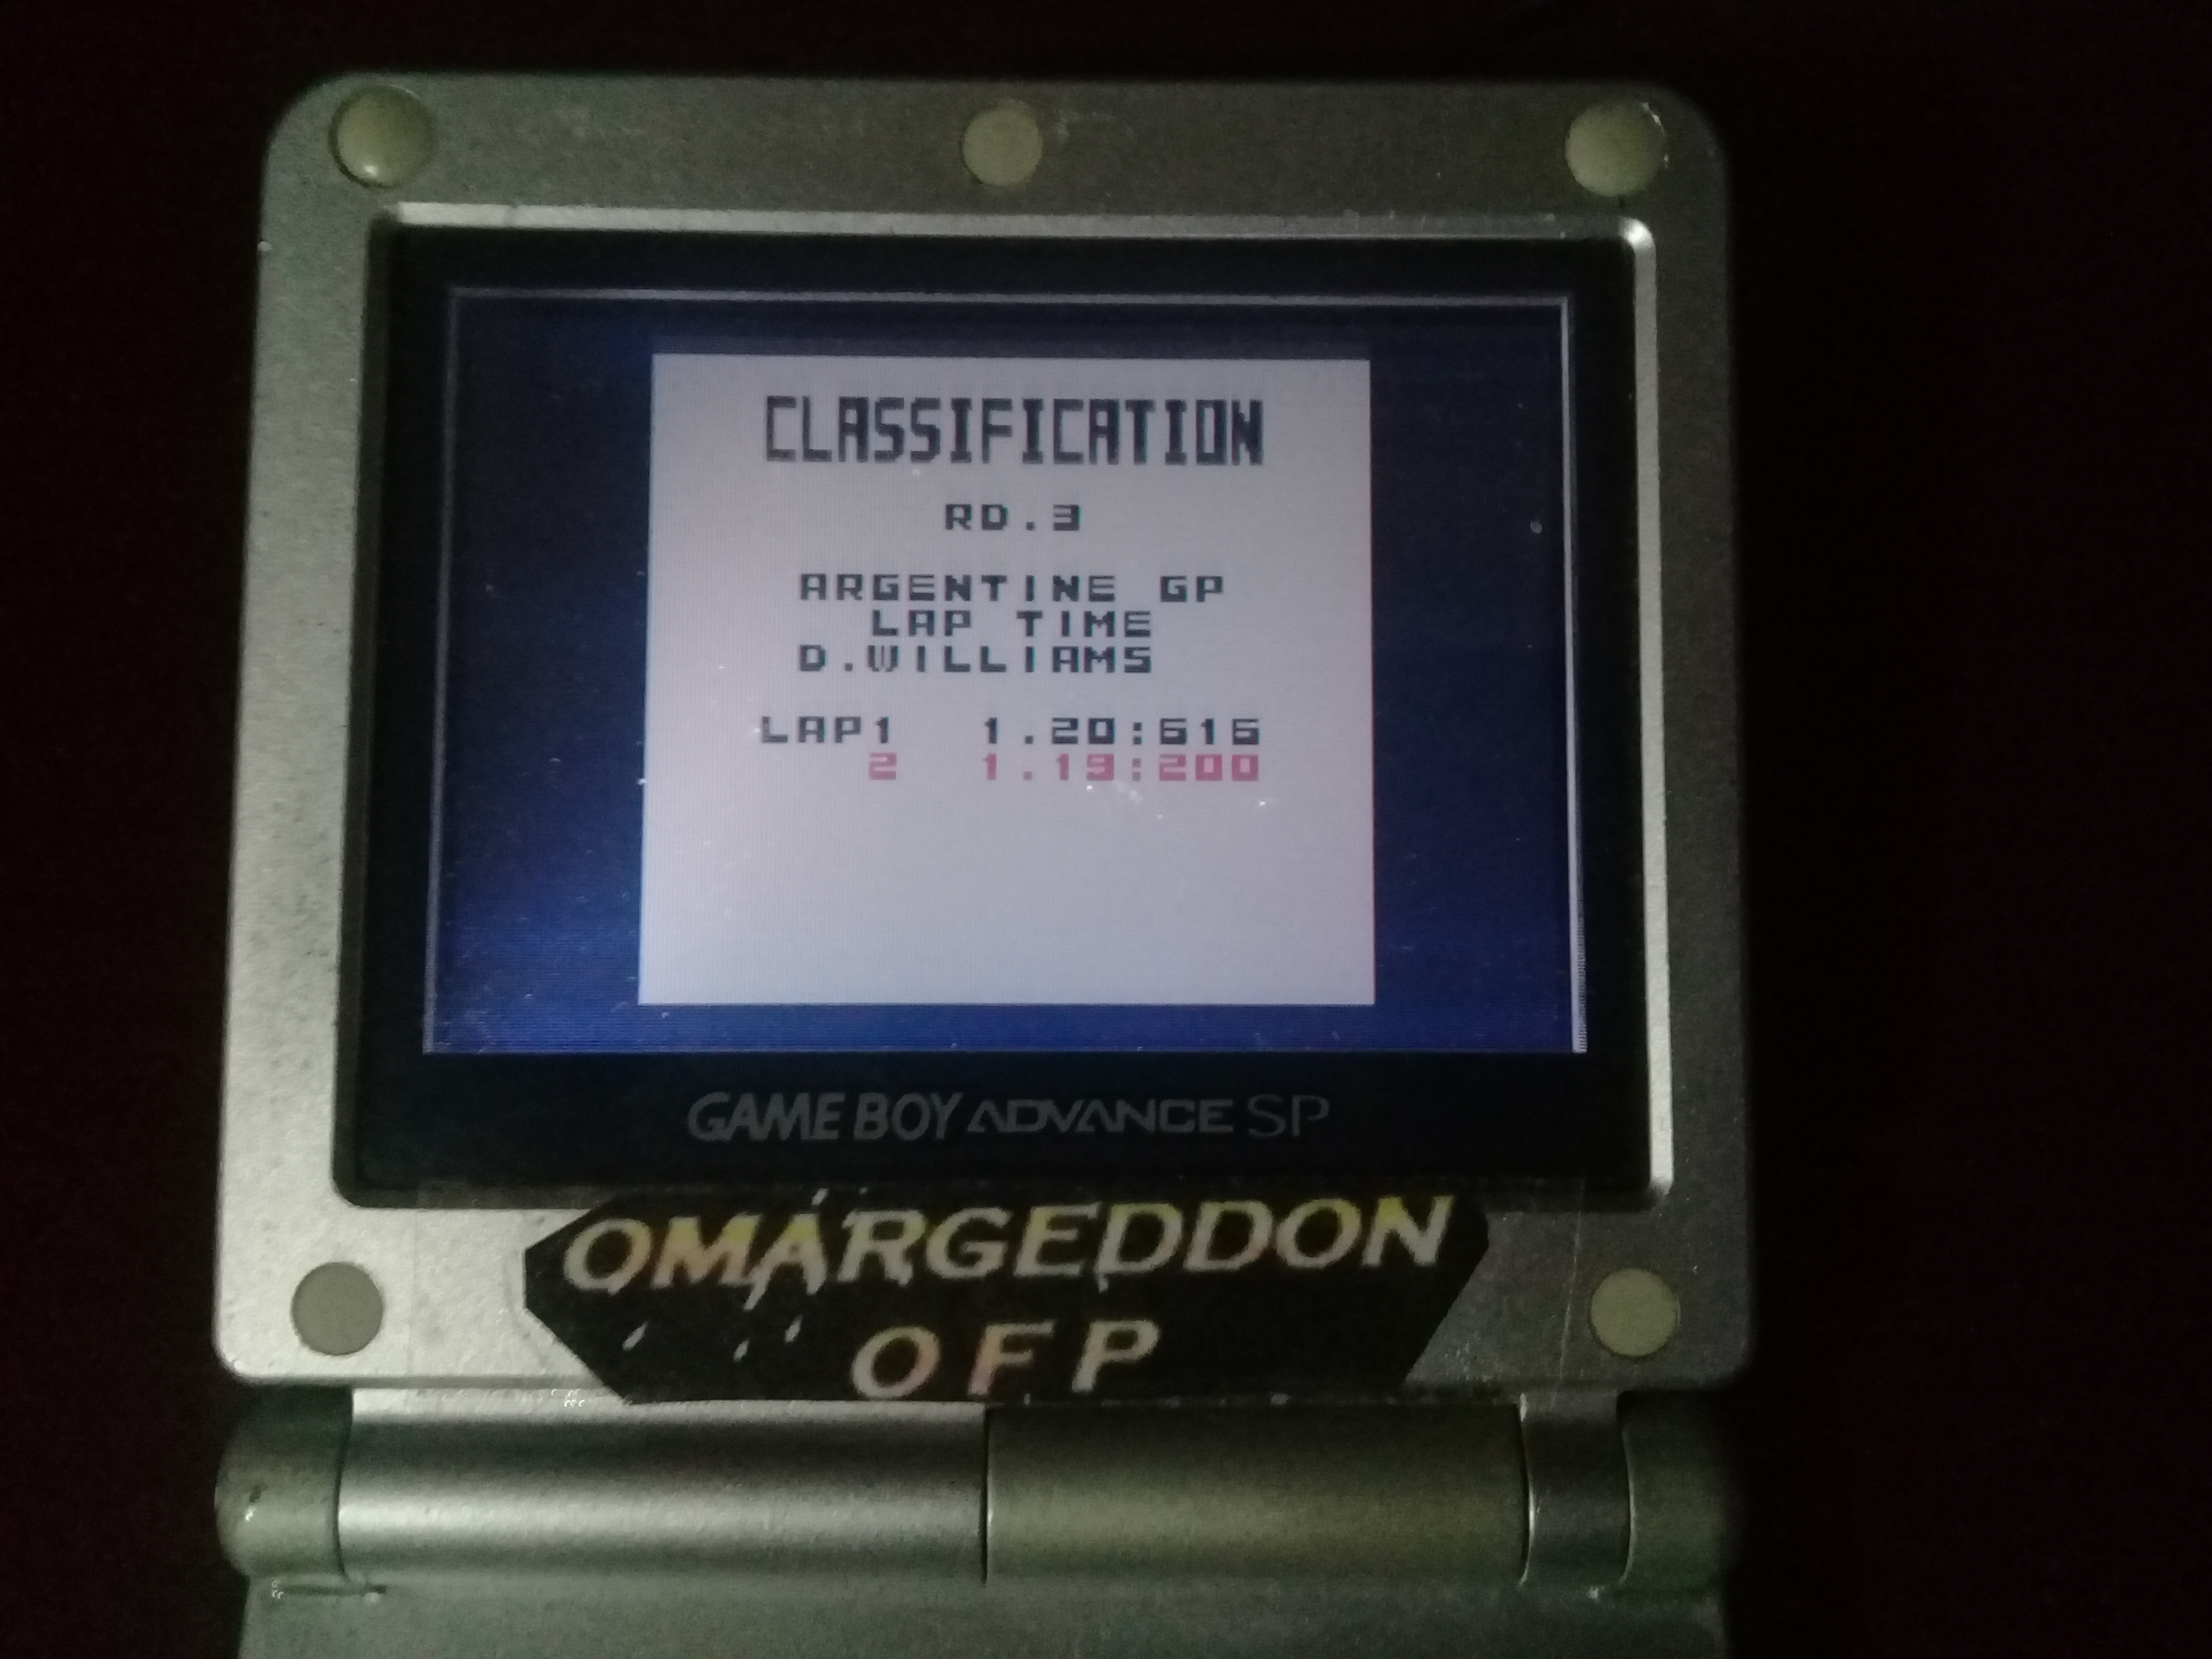 CLASSIFICATION
RD.3
ARGENTINE GP
LAP TIME
D.WILLIAMS
LAP1 1.20:616
2 1.19:200
GAME BOY ADVANCE SP
OMARGEDDON
OFP